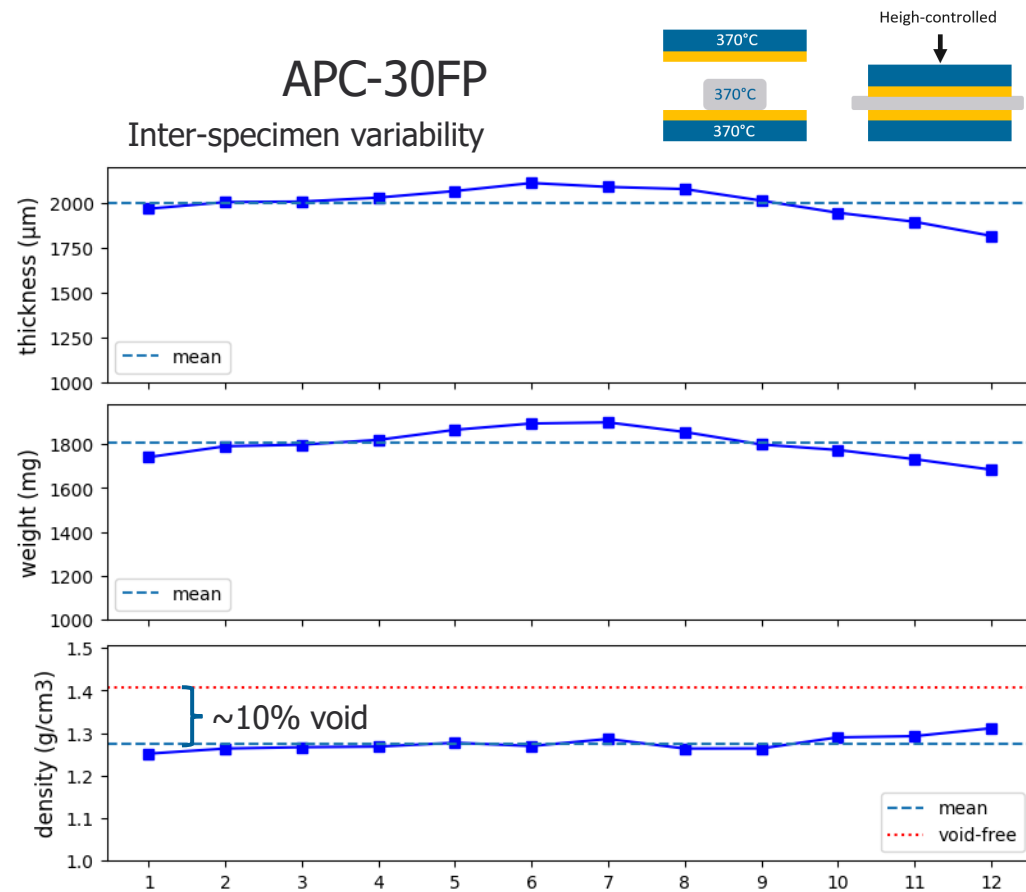 APC-30FP
Inter-specimen variability
370°C
370°C
370°C
Heigh-controlled
thickness (μm)
2000
1750
1500
1250
1000
mean
weight (mg)
1800
1600
1400
1200
1000
mean
density (g/cm3)
1.5
1.4
1.3
1.2
1.1
1.0
~10% void
mean
void-free
1 2 3 4 5 6 7 8 9 10 11 12